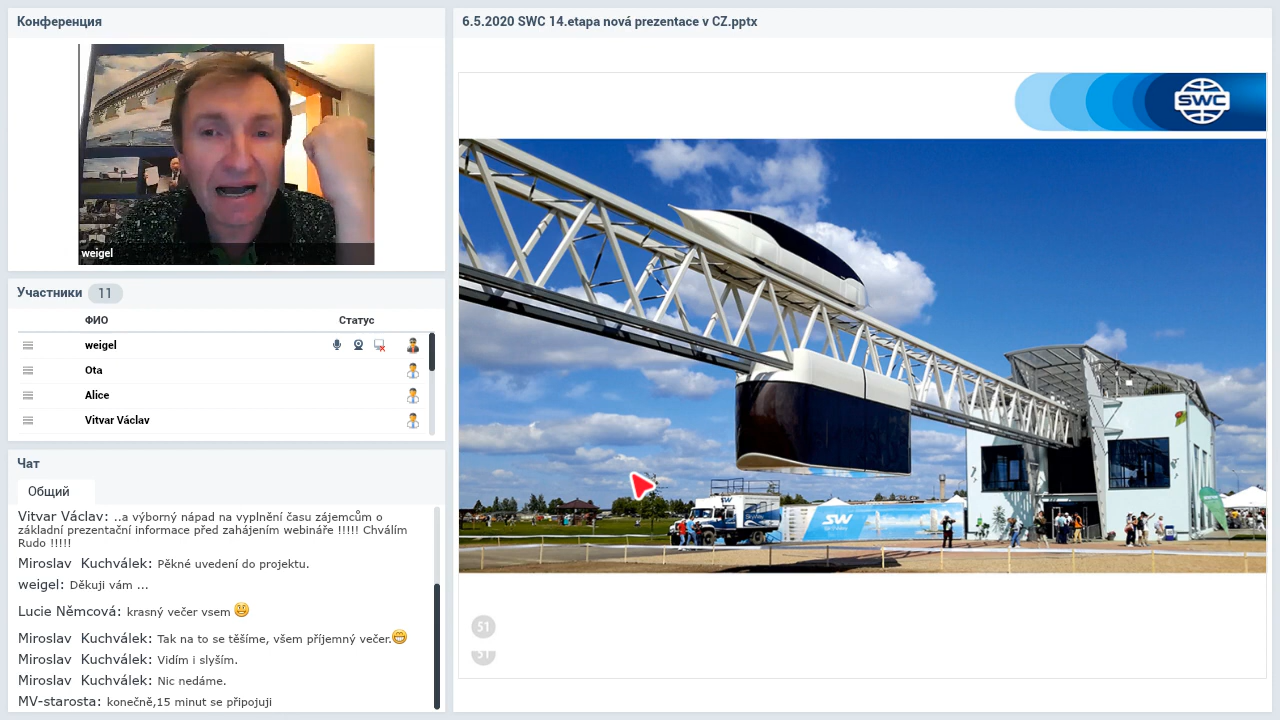 Конференция
weigel
Участники 11
ФИО Статус
weigel
Ota
Alice
Vitvar Václav
Чат
Общий
Vitvar Václav: ..a výborný nápad na vyplnění času zájemcům o
základní prezentační informace před zahájením webináře !!!!! Chválím
Rudo !!!!!
Miroslav Kuchválek: Pěkné uvedení do projektu.
weigel: Děkuji vám ...
Lucie Němcová: krasný večer vsem
Miroslav Kuchválek: Tak na to se těšíme, všem příjemný večer.
Miroslav Kuchválek: Vidím i slyším.
Miroslav Kuchválek: Nic nedáme.
MV-starosta: konečně,15 minut se připojuji
6.5.2020 SWC 14.etapa nová prezentace v CZ.pptx
SWC
SW
SW
SkyWay
51
51